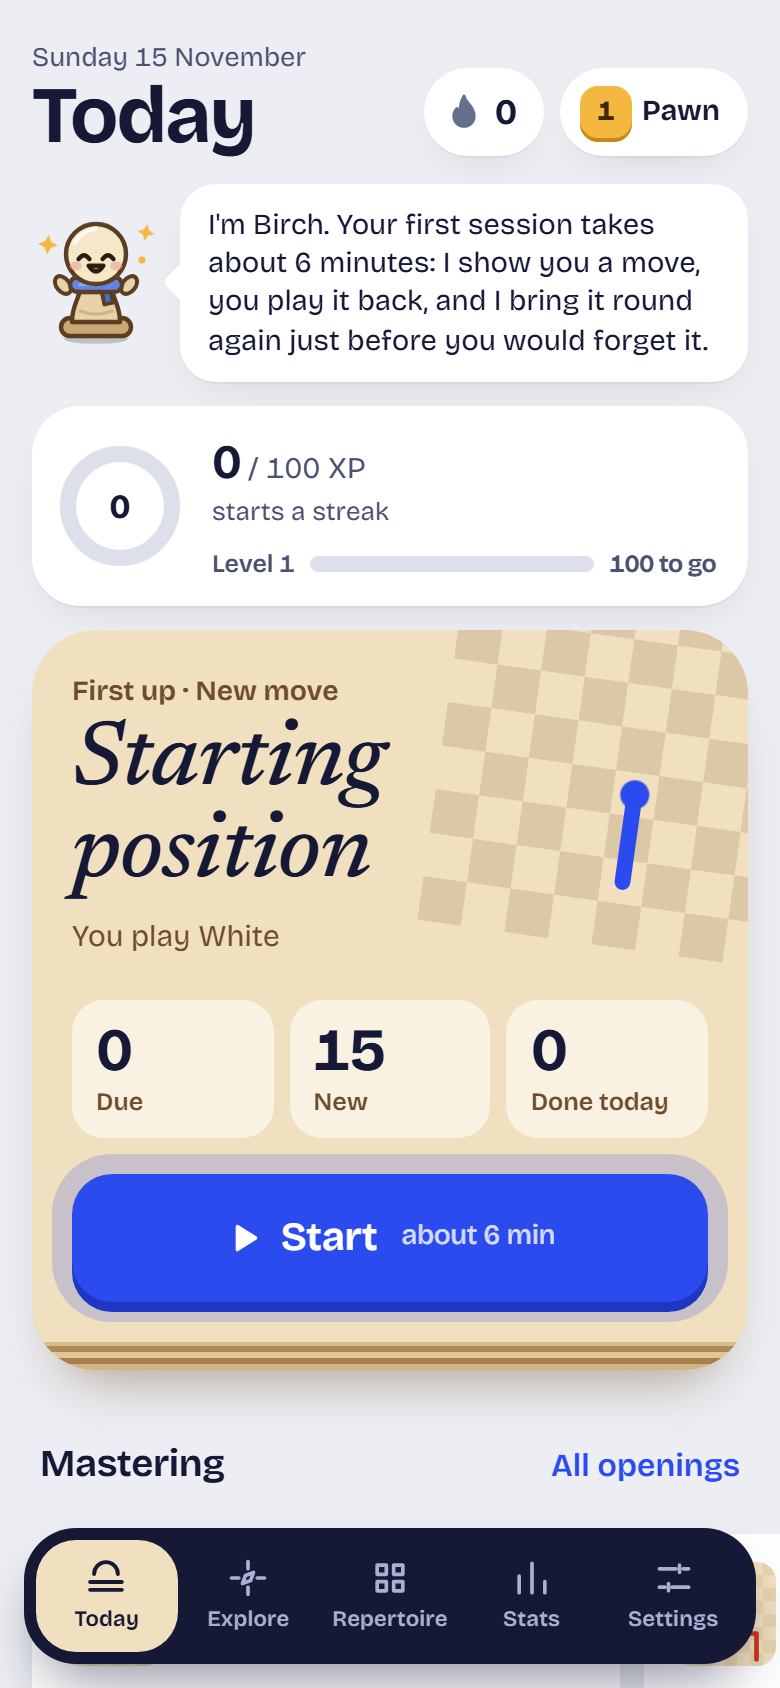 Sunday 15 November
Today
0
1 Pawn
I'm Birch. Your first session takes
about 6 minutes: I show you a move,
you play it back, and I bring it round
again just before you would forget it.
0
0 / 100 XP
starts a streak
Level 1
100 to go
First up · New move
Starting
position
You play White
0
Due
15
New
0
Done today
Start about 6 min
Mastering
All openings
Today
Explore
Repertoire
Stats
Settings